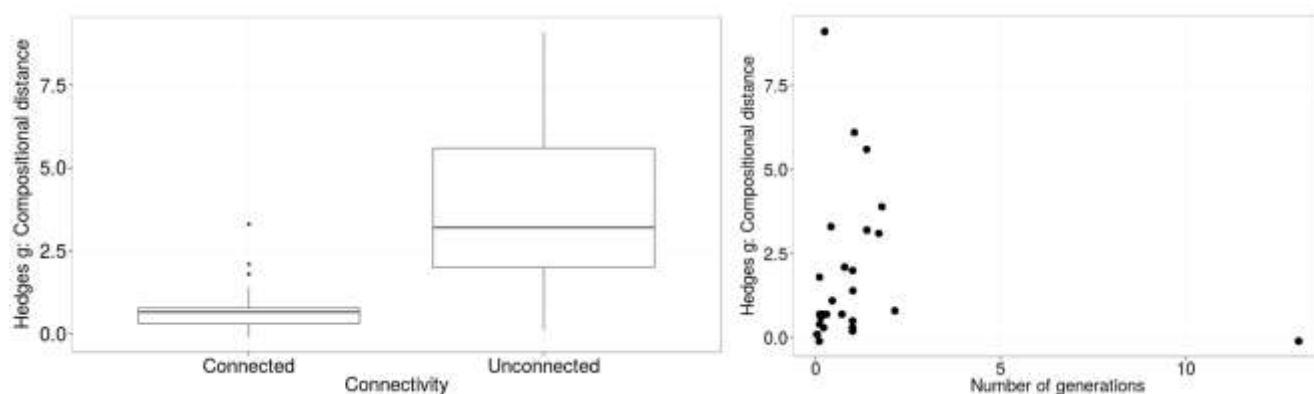 Hedges g: Compositional distance
7.5
5.0
2.5
0.0
Connected
Unconnected
Connectivity
Hedges g: Compositional distance
7.5
5.0
2.5
0.0
0
5
10
Number of generations